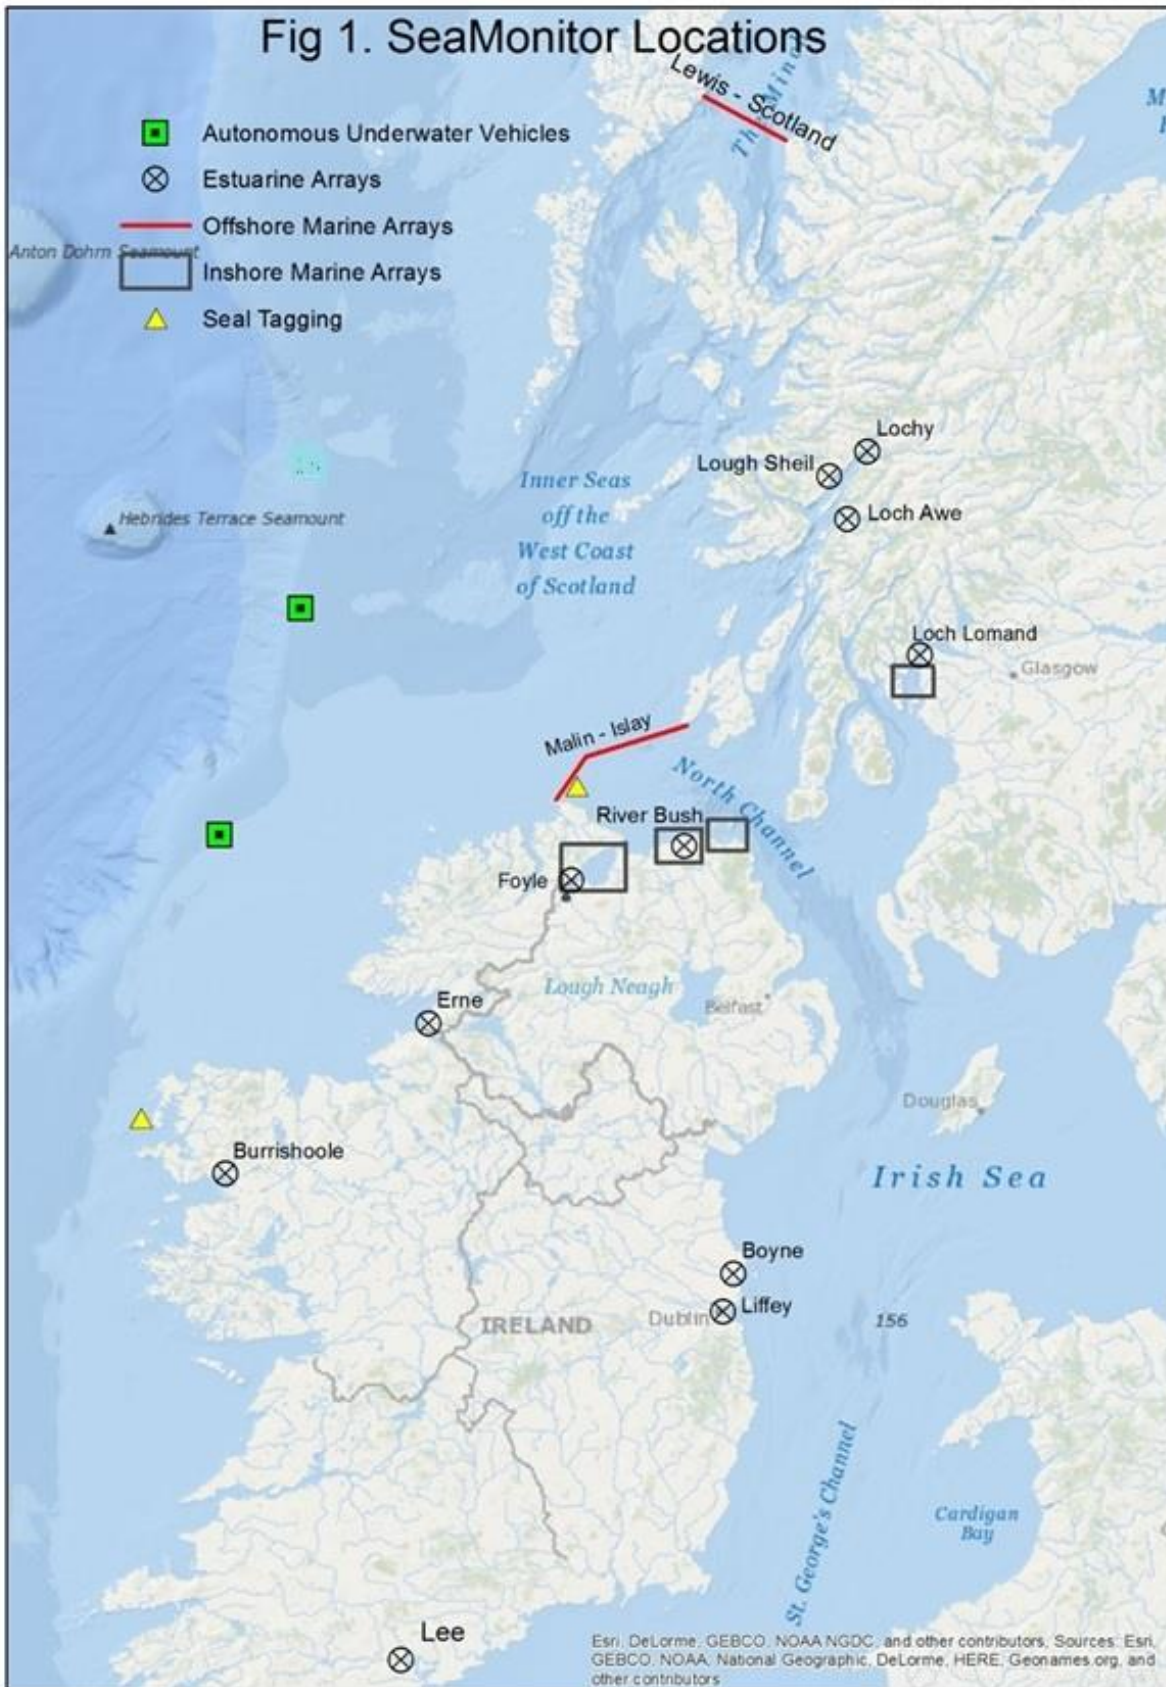 Fig 1. SeaMonitor Locations
Lewis - Scotland
Autonomous Underwater Vehicles
Estuarine Arrays
Offshore Marine Arrays
Anton Dohrn Seamount
Inshore Marine Arrays
Seal Tagging
Lochy
Lough Sheil
Inner Seas
off the
West Coast
of Scotland
Loch Awe
Hebrides Terrace Seamount
Loch Lomand
Glasgow
Malin - Islay
North Channel
River Bush
Foyle
Lough Neagh
Erne
Belfast
Douglas
Burrishoole
Irish Sea
Boyne
Liffey
Dublin
IRELAND
156
St. George's Channel
Cardigan
Bay
Lee
Esri, DeLorme, GEBCO, NOAA NGDC, and other contributors, Sources: Esri,
GEBCO, NOAA, National Geographic, DeLorme, HERE, Geonames.org, and
other contributors